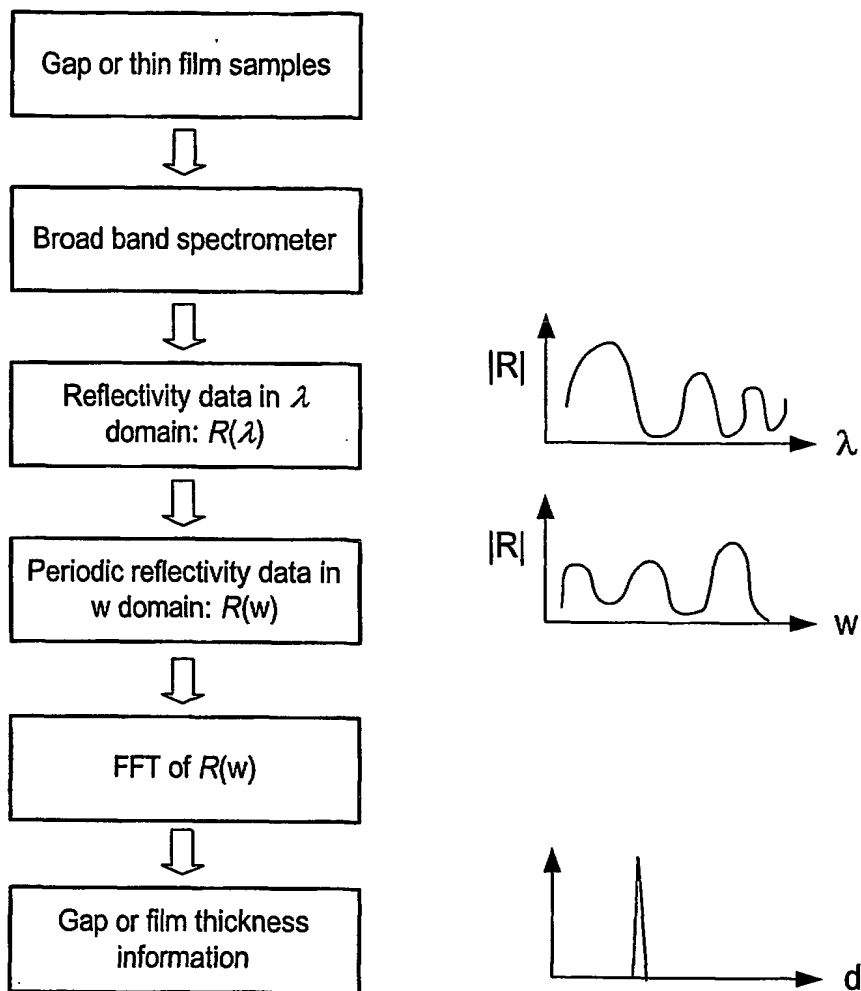 Gap or thin film samples
Broad band spectrometer
Reflectivity data in λ
domain: R(λ)
|R|
λ
Periodic reflectivity data in
w domain: R(w)
|R|
w
FFT of R(w)
Gap or film thickness
information
d